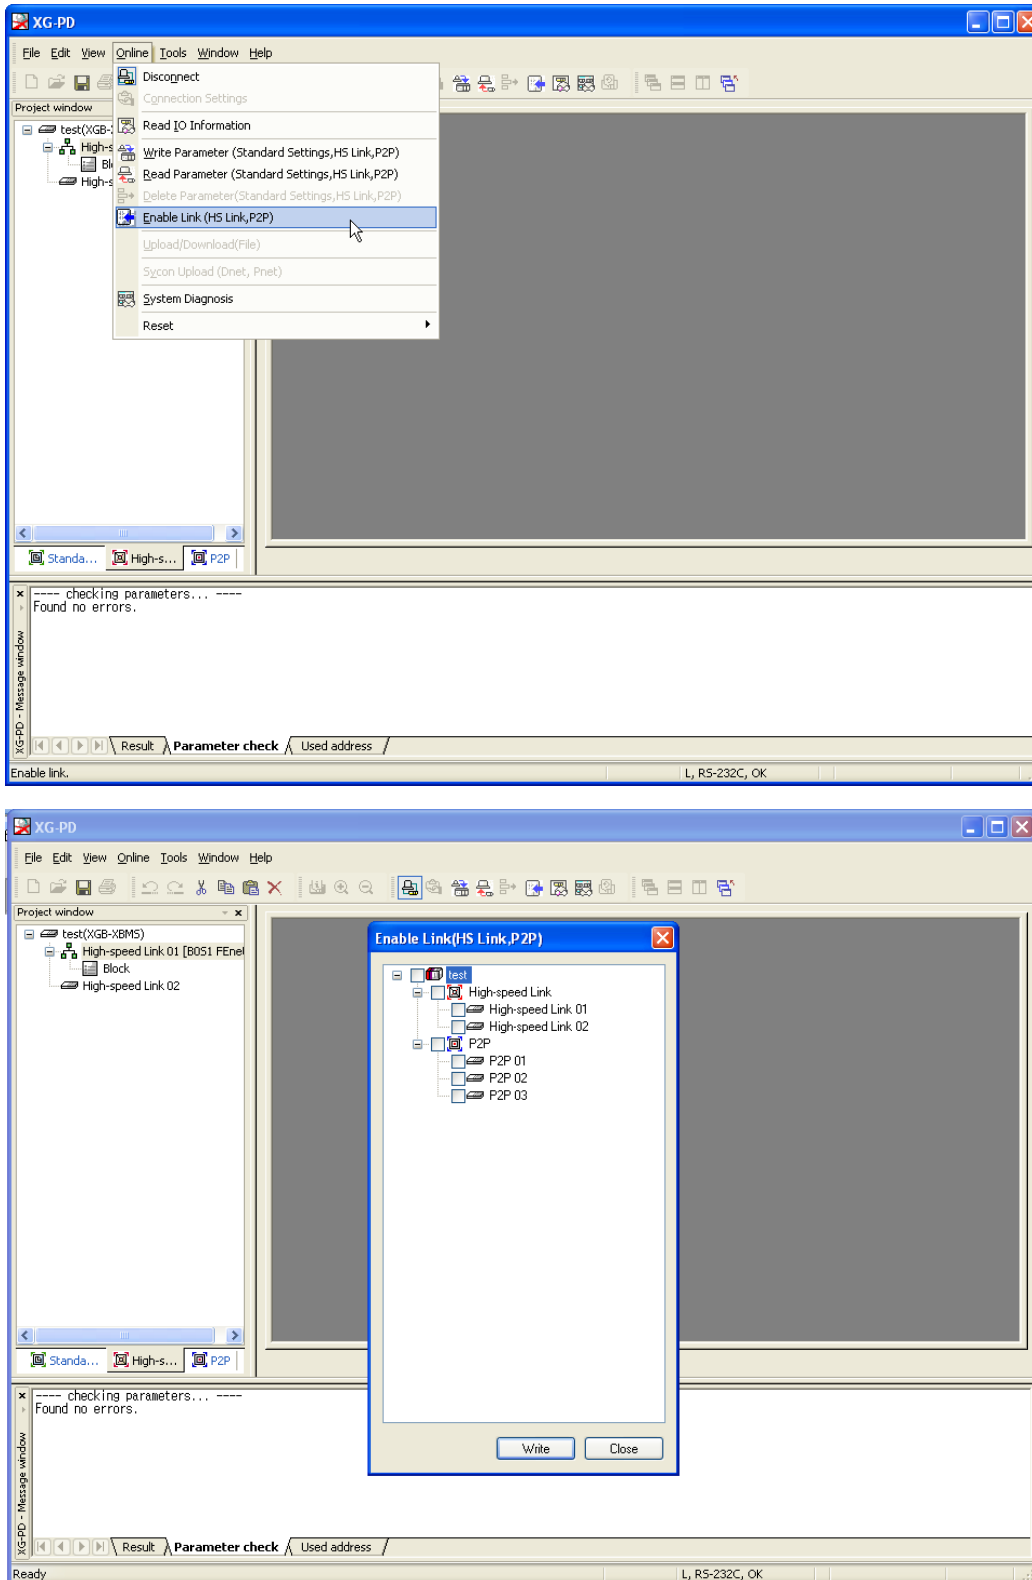 XG-PD
File Edit View Online Tools Window Help
Disconnect
Connection Settings
Project window
Read IO Information
test(XGB-
Write Parameter (Standard Settings,HS Link,P2P)
High-s
Read Parameter (Standard Settings,HS Link,P2P)
Bl
High-s
Delete Parameter(Standard Settings,HS Link,P2P)
Enable Link (HS Link,P2P)
Upload/Download(File)
Sycon Upload (Dnet, Pnet)
System Diagnosis
Reset
Standa... High-s... P2P
---- checking parameters... ----
Found no errors.
XG-PD - Message window
Result Parameter check Used address
Enable link. L, RS-232C, OK
XG-PD
File Edit View Online Tools Window Help
Project window
test(XGB-XBMS)
High-speed Link 01 [B0S1 FEne
Block
High-speed Link 02
Enable Link(HS Link,P2P)
test
High-speed Link
High-speed Link 01
High-speed Link 02
P2P
P2P 01
P2P 02
P2P 03
Write Close
Standa... High-s... P2P
---- checking parameters... ----
Found no errors.
XG-PD - Message window
Result Parameter check Used address
Ready L, RS-232C, OK